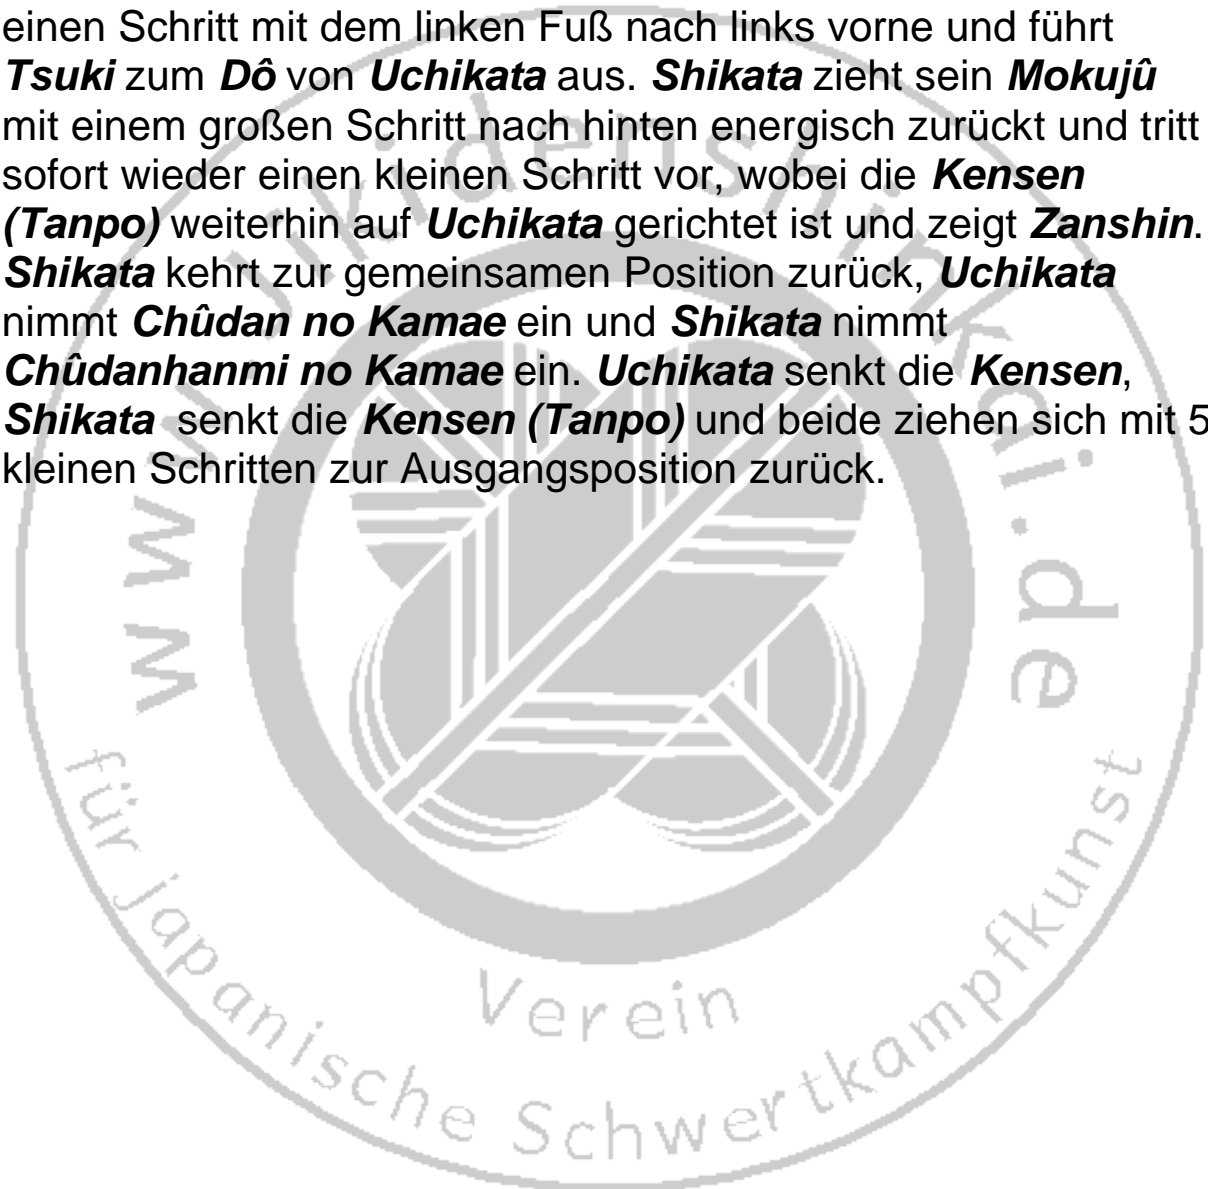 einen Schritt mit dem linken Fuß nach links vorne und führt
Tsuki zum Dô von Uchikata aus. Shikata zieht sein Mokujû
mit einem großen Schritt nach hinten energisch zurückt und tritt
sofort wieder einen kleinen Schritt vor, wobei die Kensen
(Tanpo) weiterhin auf Uchikata gerichtet ist und zeigt Zanshin.
Shikata kehrt zur gemeinsamen Position zurück, Uchikata
nimmt Chûdan no Kamae ein und Shikata nimmt
Chûdanhanmi no Kamae ein. Uchikata senkt die Kensen,
Shikata senkt die Kensen (Tanpo) und beide ziehen sich mit 5
kleinen Schritten zur Ausgangsposition zurück.
Verein
für japanische Schwertkampfkunst